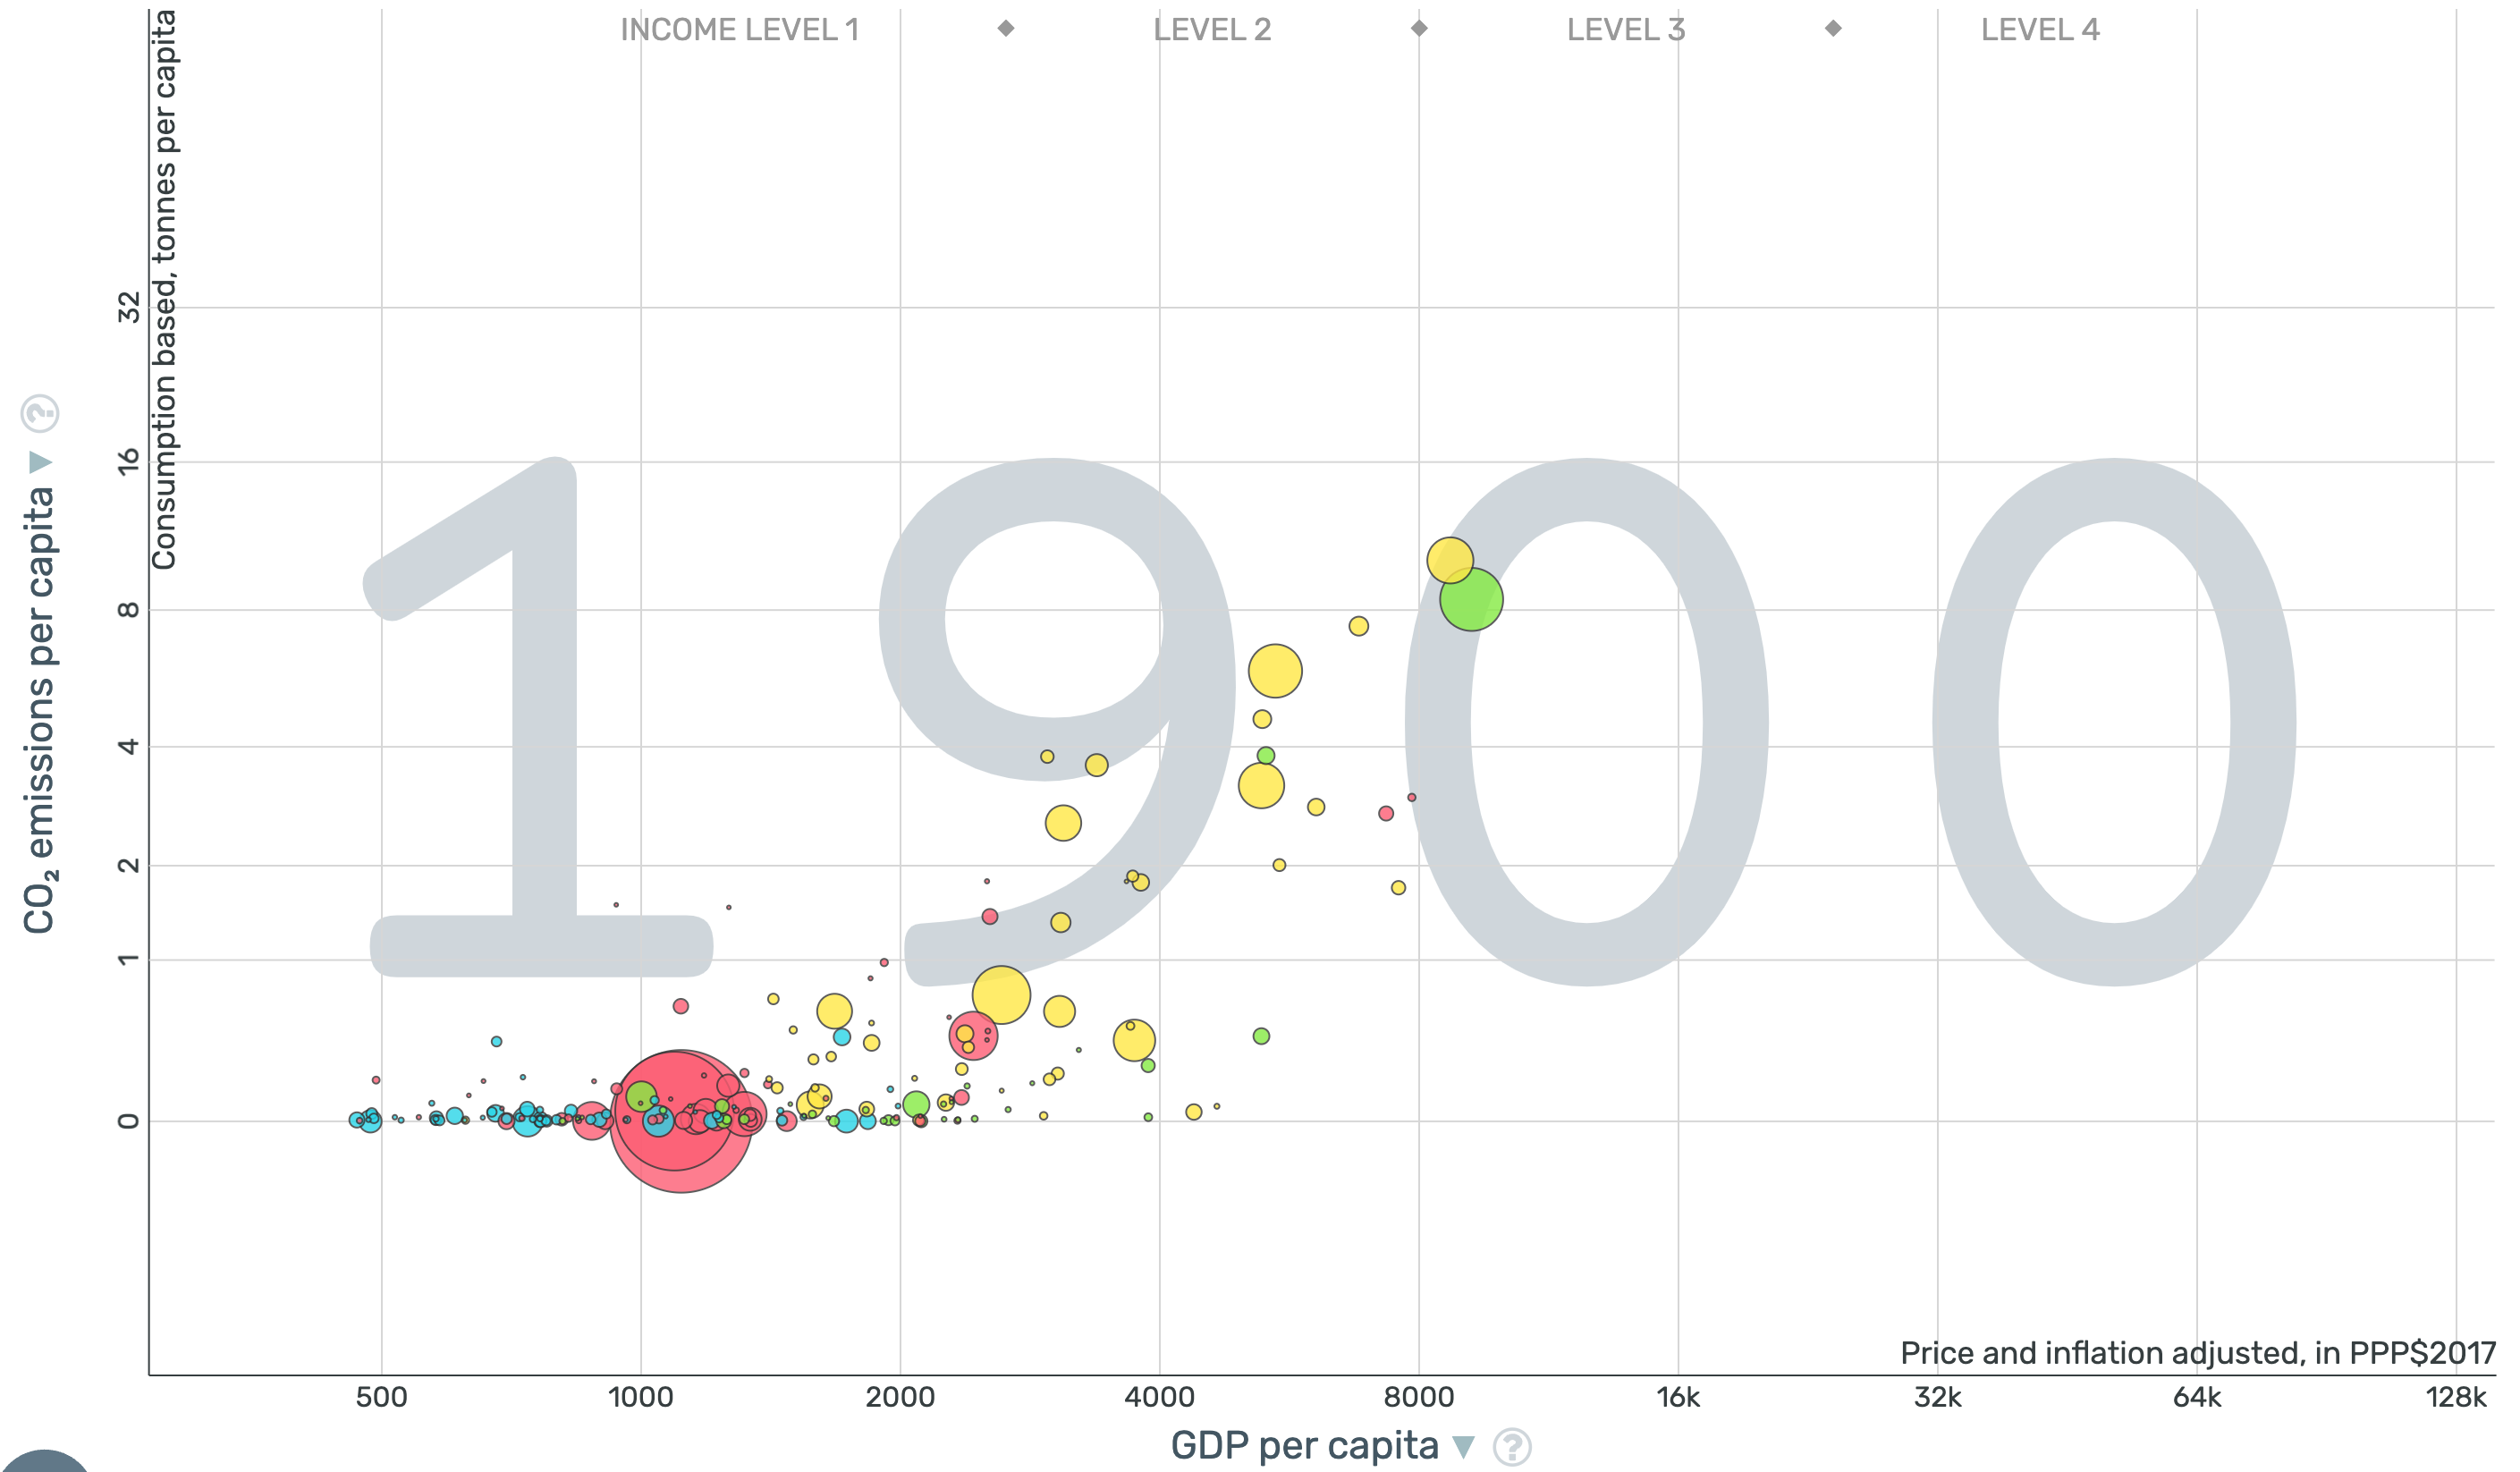 INCOME LEVEL 1 ◆ LEVEL 2 ◆ LEVEL 3 ◆ LEVEL 4
Consumption based, tonnes per capita
CO₂ emissions per capita ▼ ?
32
16
8
4
2
1
0
1900
Price and inflation adjusted, in PPP$2017
500 1000 2000 4000 8000 16k 32k 64k 128k
GDP per capita ▼ ?